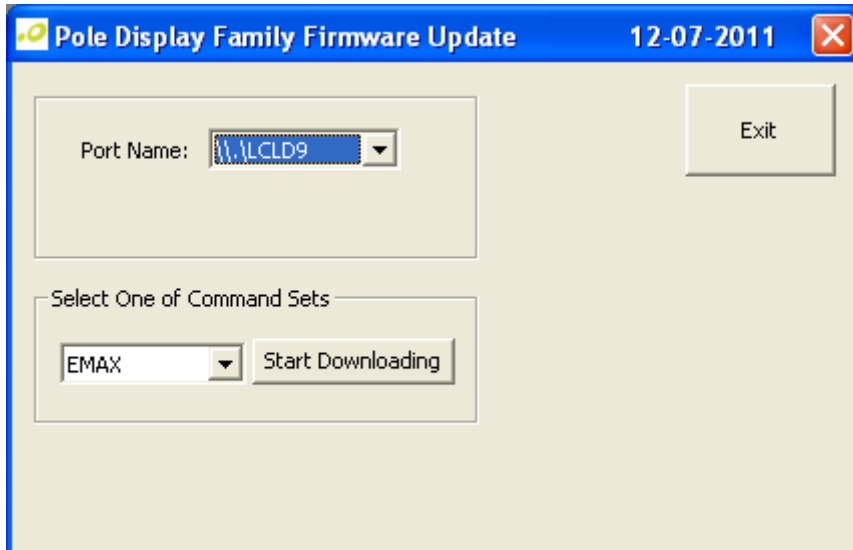 Pole Display Family Firmware Update 12-07-2011
Port Name: \\.\LCLD9
Exit
Select One of Command Sets
EMAX Start Downloading